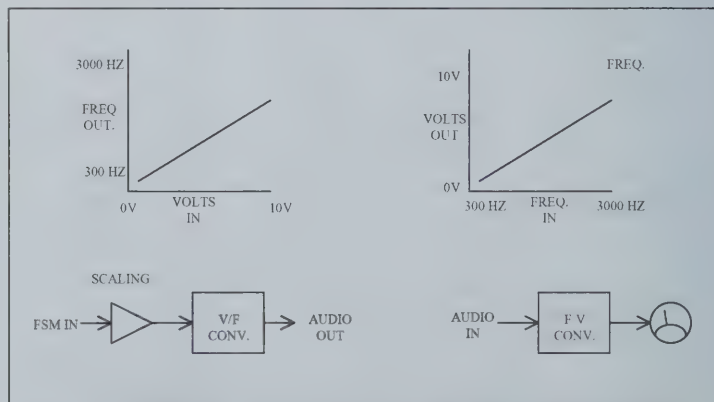 3000 HZ
FREQ
OUT.
300 HZ
0V
VOLTS
IN
10V
FREQ.
10V
VOLTS
OUT
0V
300 HZ
FREQ.
IN
3000 HZ
SCALING
FSM IN
V/F
CONV.
AUDIO
OUT
AUDIO
IN
F V
CONV.